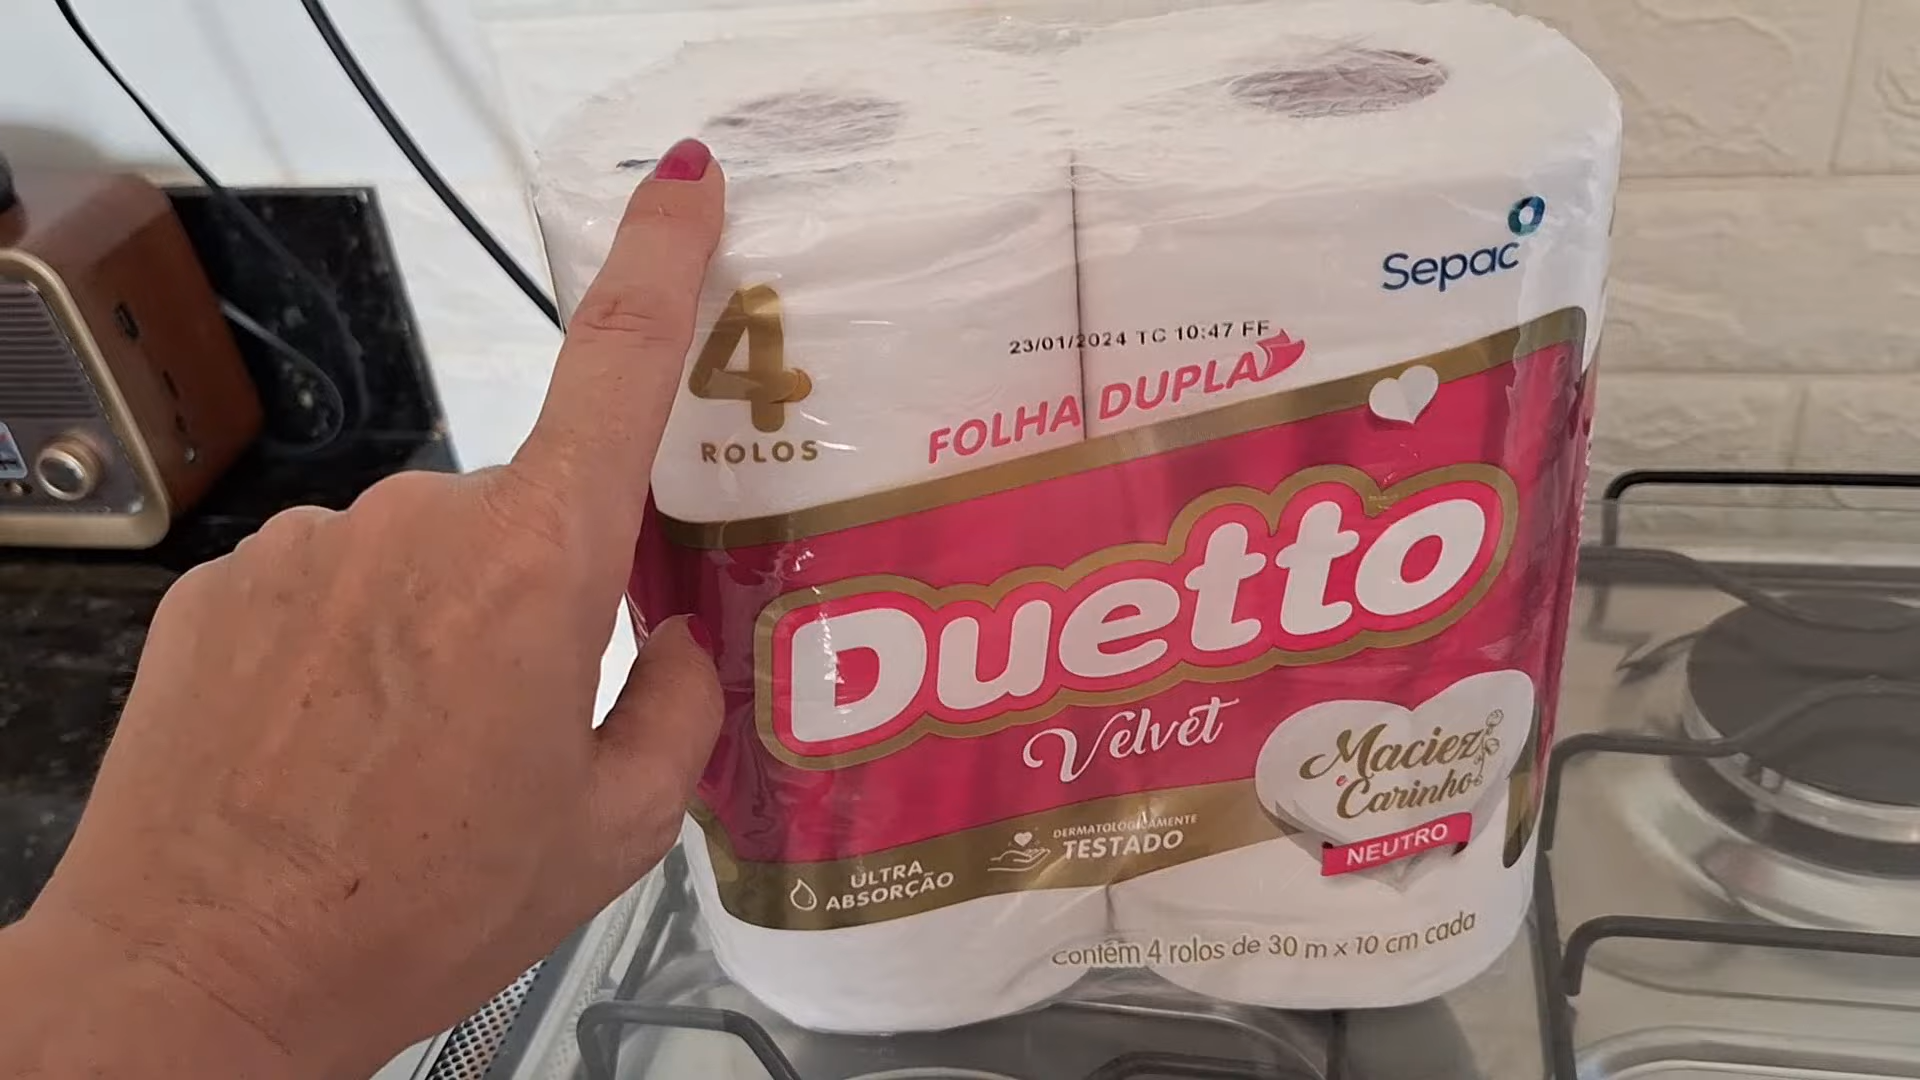 Sepac
4
ROLOS
23/01/2024 TC 10:47 FF
FOLHA DUPLA
Duetto
Velvet
Maciez
e
Carinho
NEUTRO
DERMATOLOGICAMENTE
TESTADO
ULTRA
ABSORÇÃO
contém 4 rolos de 30 m x 10 cm cada